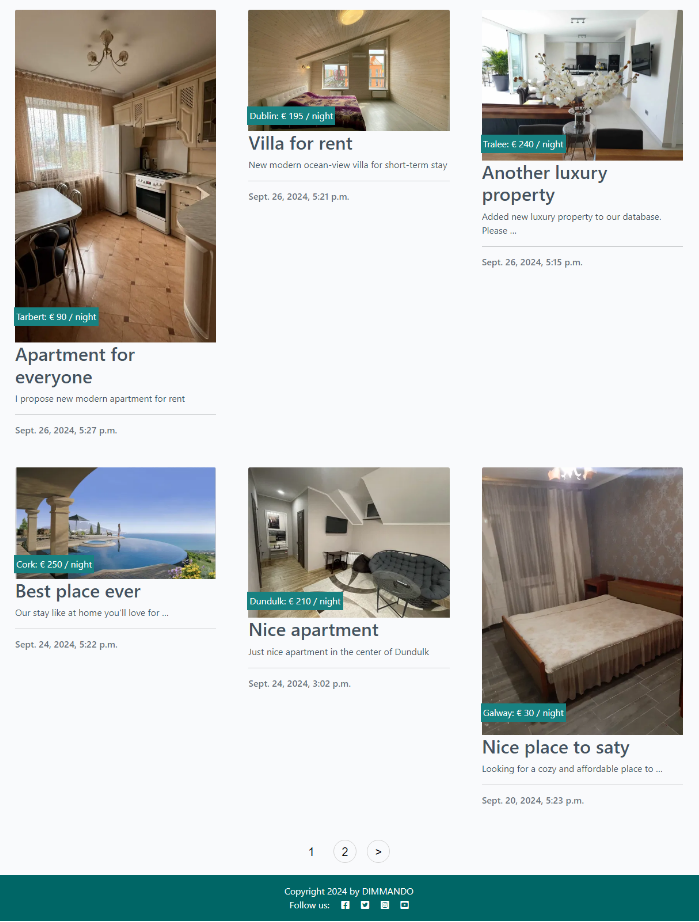 Tarbert: € 90 / night
Apartment for
everyone
I propose new modern apartment for rent
Sept. 26, 2024, 5:27 p.m.
Dublin: € 195 / night
Villa for rent
New modern ocean-view villa for short-term stay
Sept. 26, 2024, 5:21 p.m.
Tralee: € 240 / night
Another luxury
property
Added new luxury property to our database.
Please ...
Sept. 26, 2024, 5:15 p.m.
Cork: € 250 / night
Best place ever
Our stay like at home you'll love for ...
Sept. 24, 2024, 5:22 p.m.
Dundulk: € 210 / night
Nice apartment
Just nice apartment in the center of Dundulk
Sept. 24, 2024, 3:02 p.m.
Galway: € 30 / night
Nice place to saty
Looking for a cozy and affordable place to ...
Sept. 20, 2024, 5:23 p.m.
1 2 >
Copyright 2024 by DIMMANDO
Follow us: